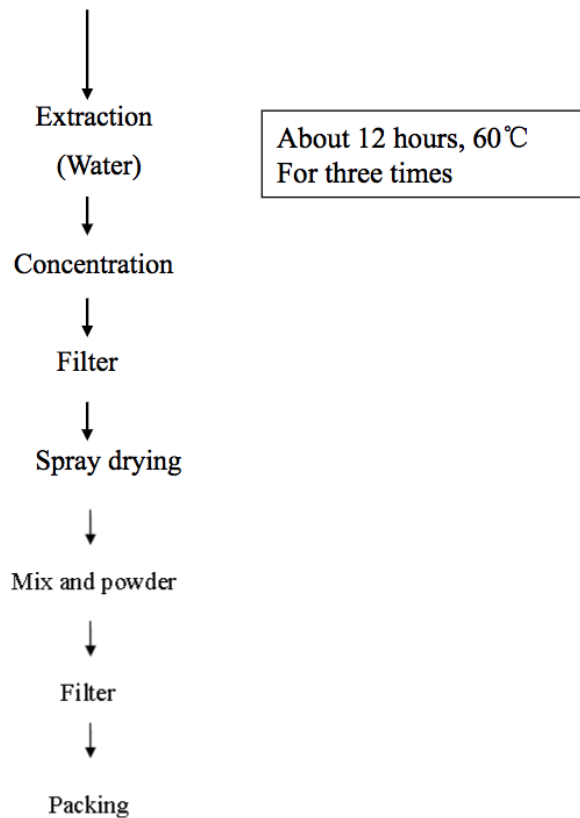 Extraction
(Water)
About 12 hours, 60℃
For three times
Concentration
Filter
Spray drying
Mix and powder
Filter
Packing